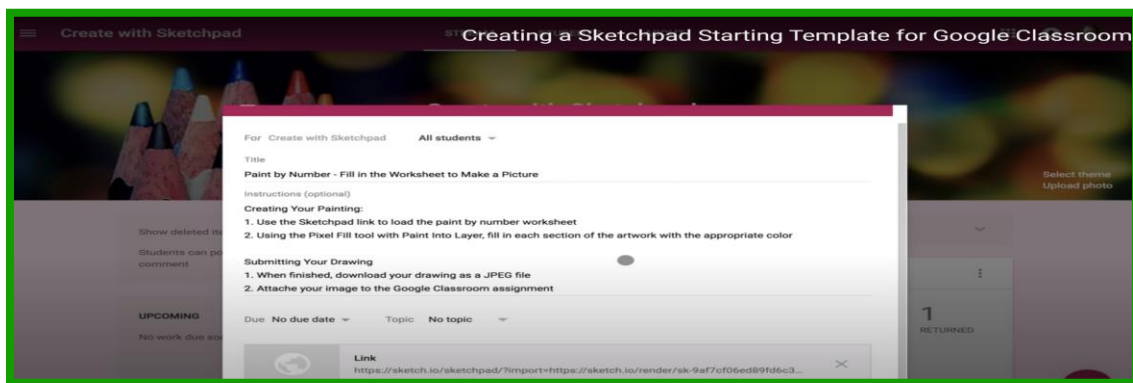 Create with Sketchpad
Creating a Sketchpad Starting Template for Google Classroom
For Create with Sketchpad All students
Title
Paint by Number - Fill in the Worksheet to Make a Picture
Instructions (optional)
Creating Your Painting:
1. Use the Sketchpad link to load the paint by number worksheet
2. Using the Pixel Fill tool with Paint Into Layer, fill in each section of the artwork with the appropriate color
Submitting Your Drawing
1. When finished, download your drawing as a JPEG file
2. Attache your image to the Google Classroom assignment
Due No due date Topic No topic
Link
https://sketch.io/sketchpad/?import=https://sketch.io/render/sk-9af7cf06ed89fd6c3...
Select theme
Upload photo
Show deleted
Students can
comment
UPCOMING
No work due
1
RETURNED